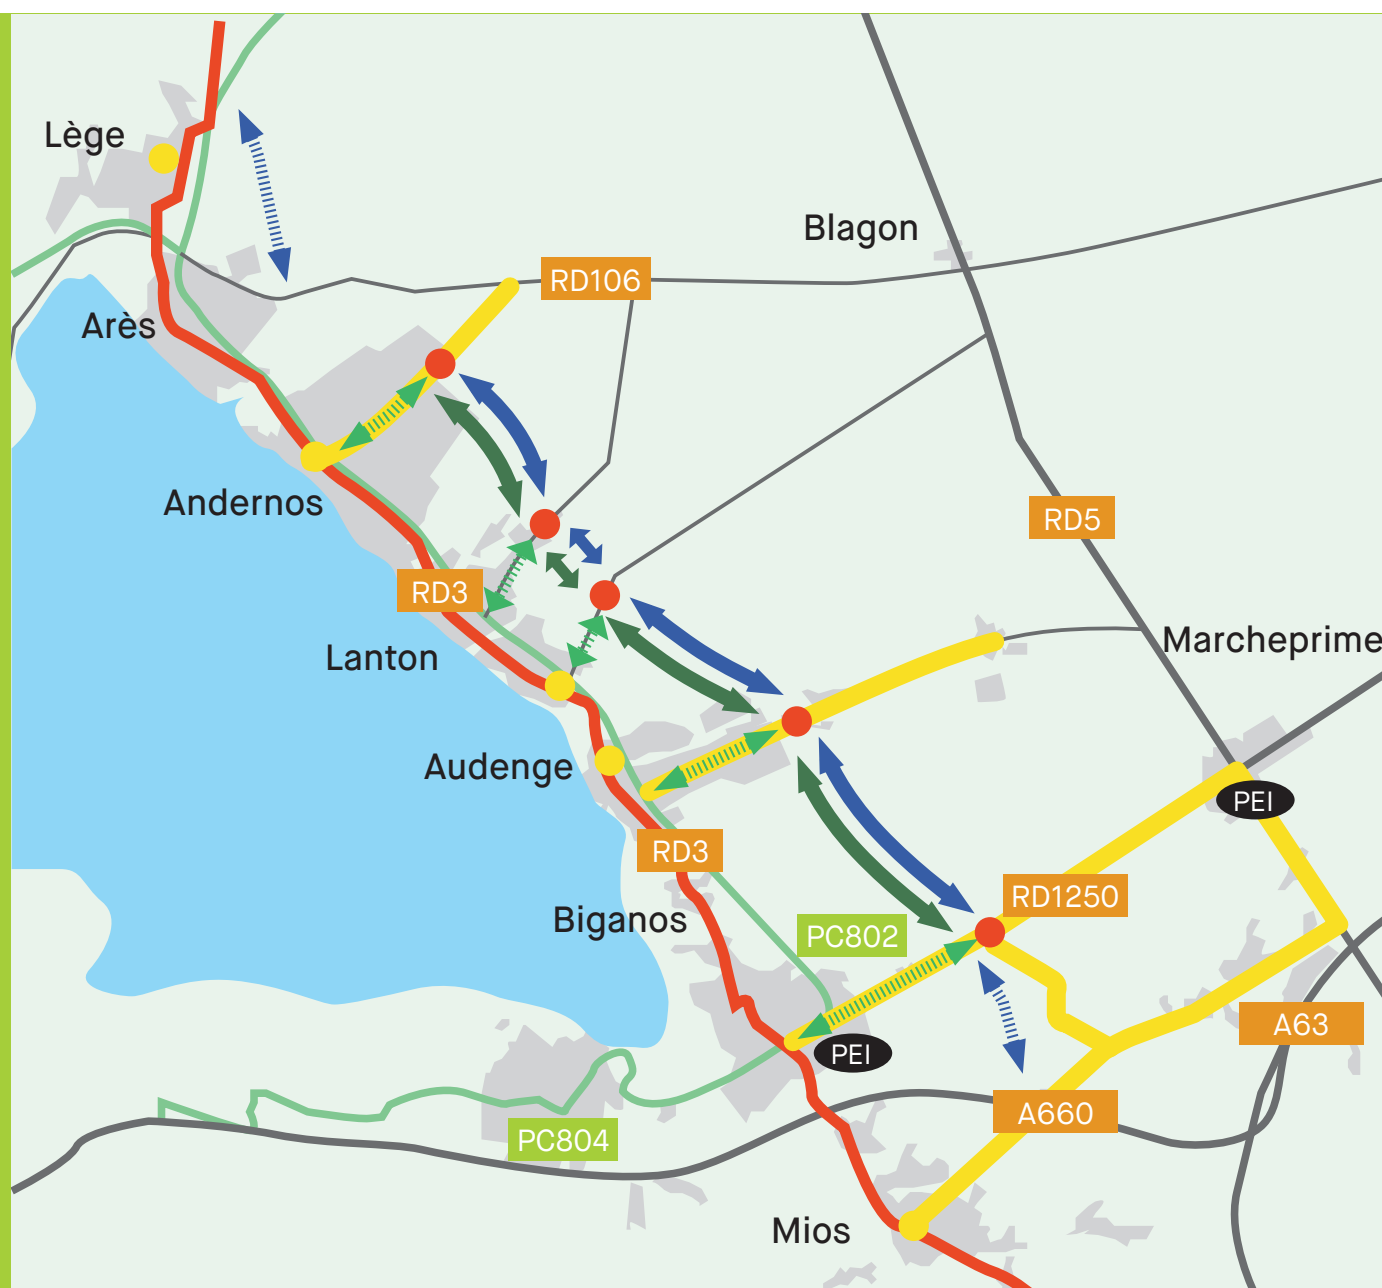 Lège
Blagon
RD106
Arès
Andernos
RD5
RD3
Lanton
Marcheprime
Audenge
PEI
RD3
RD1250
Biganos
PC802
A63
PEI
A660
PC804
Mios